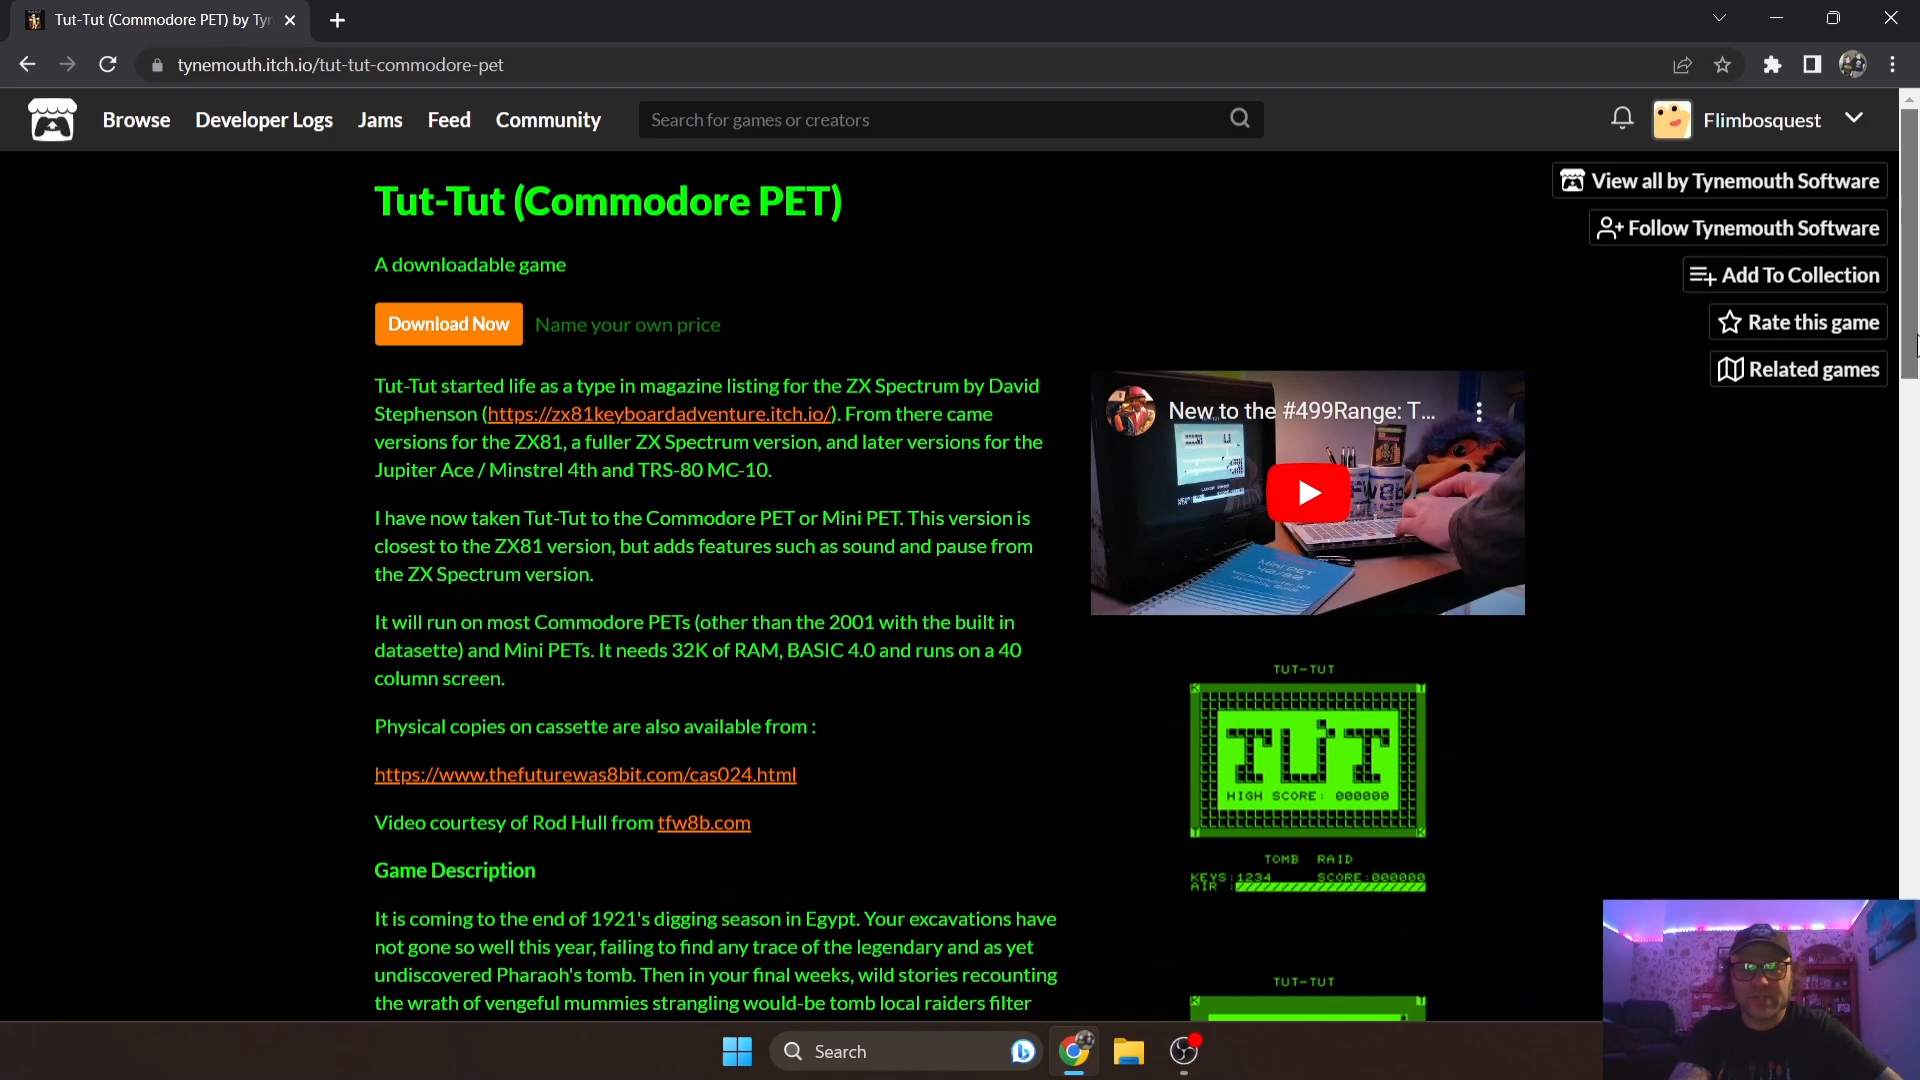 Tut-Tut (Commodore PET) by Tyn
tynemouth.itch.io/tut-tut-commodore-pet
Browse Developer Logs Jams Feed Community Search for games or creators Flimbosquest
View all by Tynemouth Software
Follow Tynemouth Software
Add To Collection
Rate this game
Related games
Tut-Tut (Commodore PET)
A downloadable game
Download Now Name your own price
Tut-Tut started life as a type in magazine listing for the ZX Spectrum by David
Stephenson (https://zx81keyboardadventure.itch.io/). From there came
versions for the ZX81, a fuller ZX Spectrum version, and later versions for the
Jupiter Ace / Minstrel 4th and TRS-80 MC-10.
I have now taken Tut-Tut to the Commodore PET or Mini PET. This version is
closest to the ZX81 version, but adds features such as sound and pause from
the ZX Spectrum version.
It will run on most Commodore PETs (other than the 2001 with the built in
datasette) and Mini PETs. It needs 32K of RAM, BASIC 4.0 and runs on a 40
column screen.
Physical copies on cassette are also available from :
https://www.thefuturewas8bit.com/cas024.html
Video courtesy of Rod Hull from tfw8b.com
Game Description
It is coming to the end of 1921's digging season in Egypt. Your excavations have
not gone so well this year, failing to find any trace of the legendary and as yet
undiscovered Pharaoh's tomb. Then in your final weeks, wild stories recounting
the wrath of vengeful mummies strangling would-be tomb local raiders filter
New to the #499Range: T...
Mini PET
40/80
TUT-TUT
K T
TUT
HIGH SCORE: 000000
T K
TOMB RAID
KEYS:1234 SCORE:000000
AIR :
TUT-TUT
K T
Search